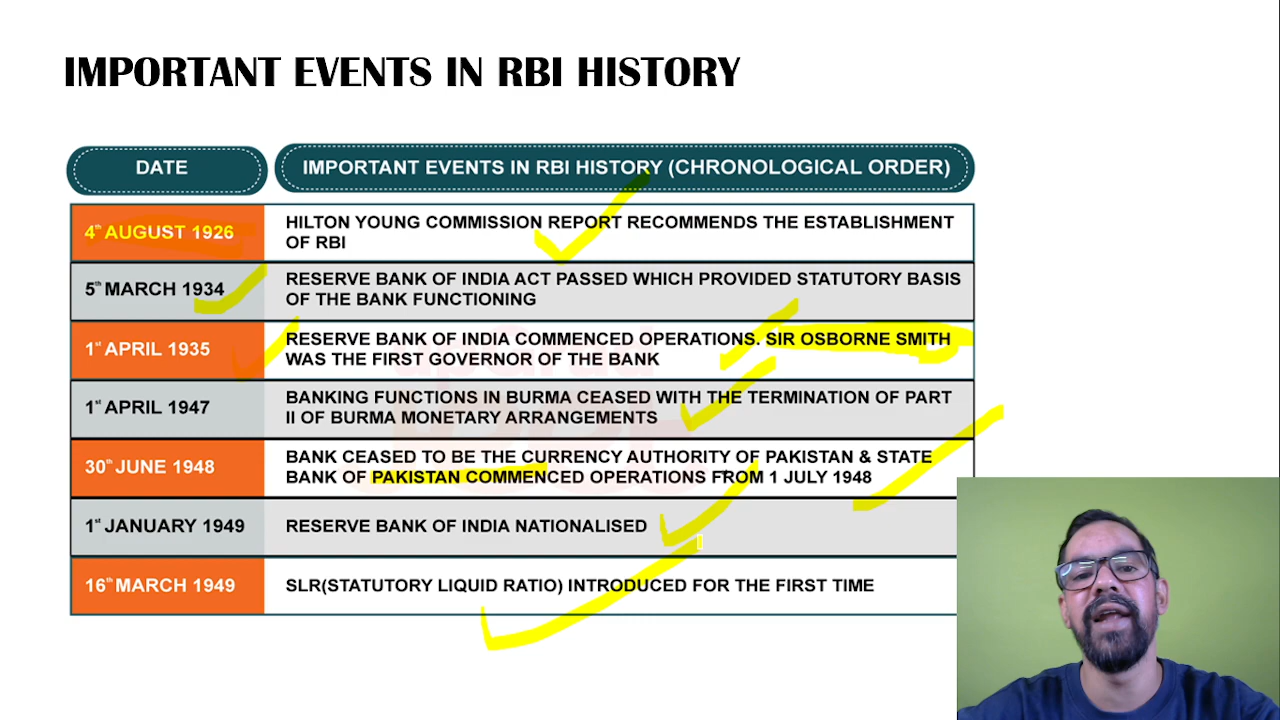 IMPORTANT EVENTS IN RBI HISTORY
DATE
IMPORTANT EVENTS IN RBI HISTORY (CHRONOLOGICAL ORDER)
4th AUGUST 1926
HILTON YOUNG COMMISSION REPORT RECOMMENDS THE ESTABLISHMENT
OF RBI
5th MARCH 1934
RESERVE BANK OF INDIA ACT PASSED WHICH PROVIDED STATUTORY BASIS
OF THE BANK FUNCTIONING
1st APRIL 1935
RESERVE BANK OF INDIA COMMENCED OPERATIONS. SIR OSBORNE SMITH
WAS THE FIRST GOVERNOR OF THE BANK
1st APRIL 1947
BANKING FUNCTIONS IN BURMA CEASED WITH THE TERMINATION OF PART
II OF BURMA MONETARY ARRANGEMENTS
30th JUNE 1948
BANK CEASED TO BE THE CURRENCY AUTHORITY OF PAKISTAN & STATE
BANK OF PAKISTAN COMMENCED OPERATIONS FROM 1 JULY 1948
1st JANUARY 1949
RESERVE BANK OF INDIA NATIONALISED
16th MARCH 1949
SLR(STATUTORY LIQUID RATIO) INTRODUCED FOR THE FIRST TIME